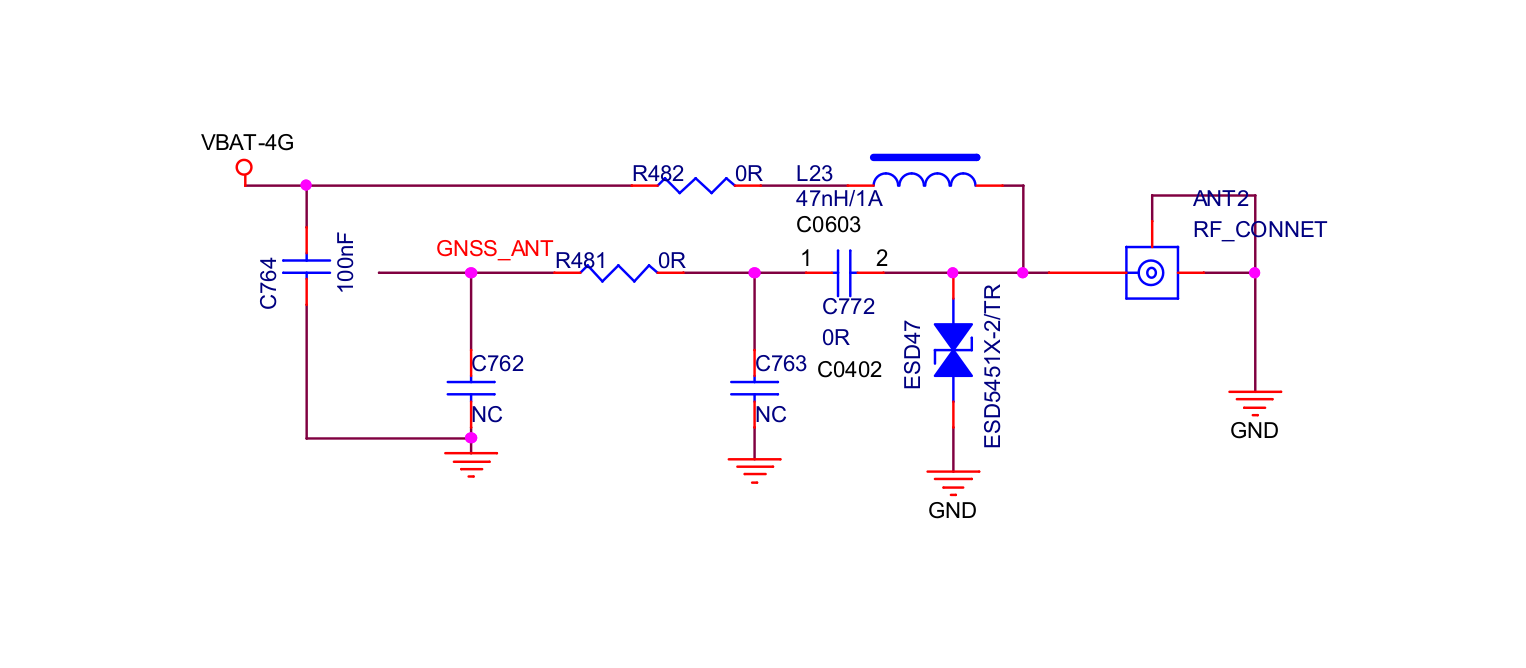 VBAT-4G
R482
0R
L23
47nH/1A
C0603
ANT2
RF_CONNET
C764
100nF
GNSS_ANT
R481
0R
1
2
C772
0R
C0402
ESD47
ESD5451X-2/TR
C762
NC
C763
NC
GND
GND